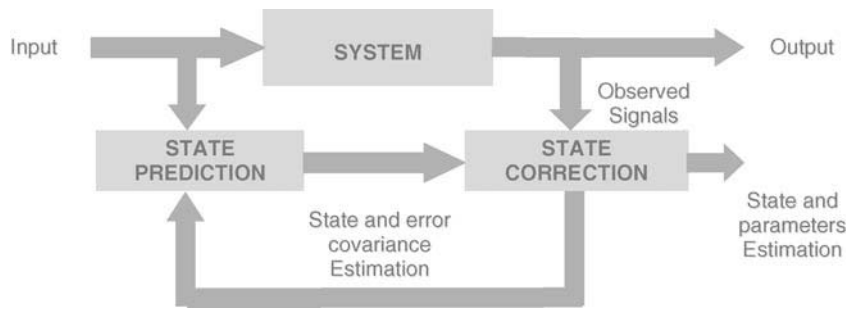 Input
SYSTEM
Output
Observed
Signals
STATE
PREDICTION
STATE
CORRECTION
State and error
covariance
Estimation
State and
parameters
Estimation